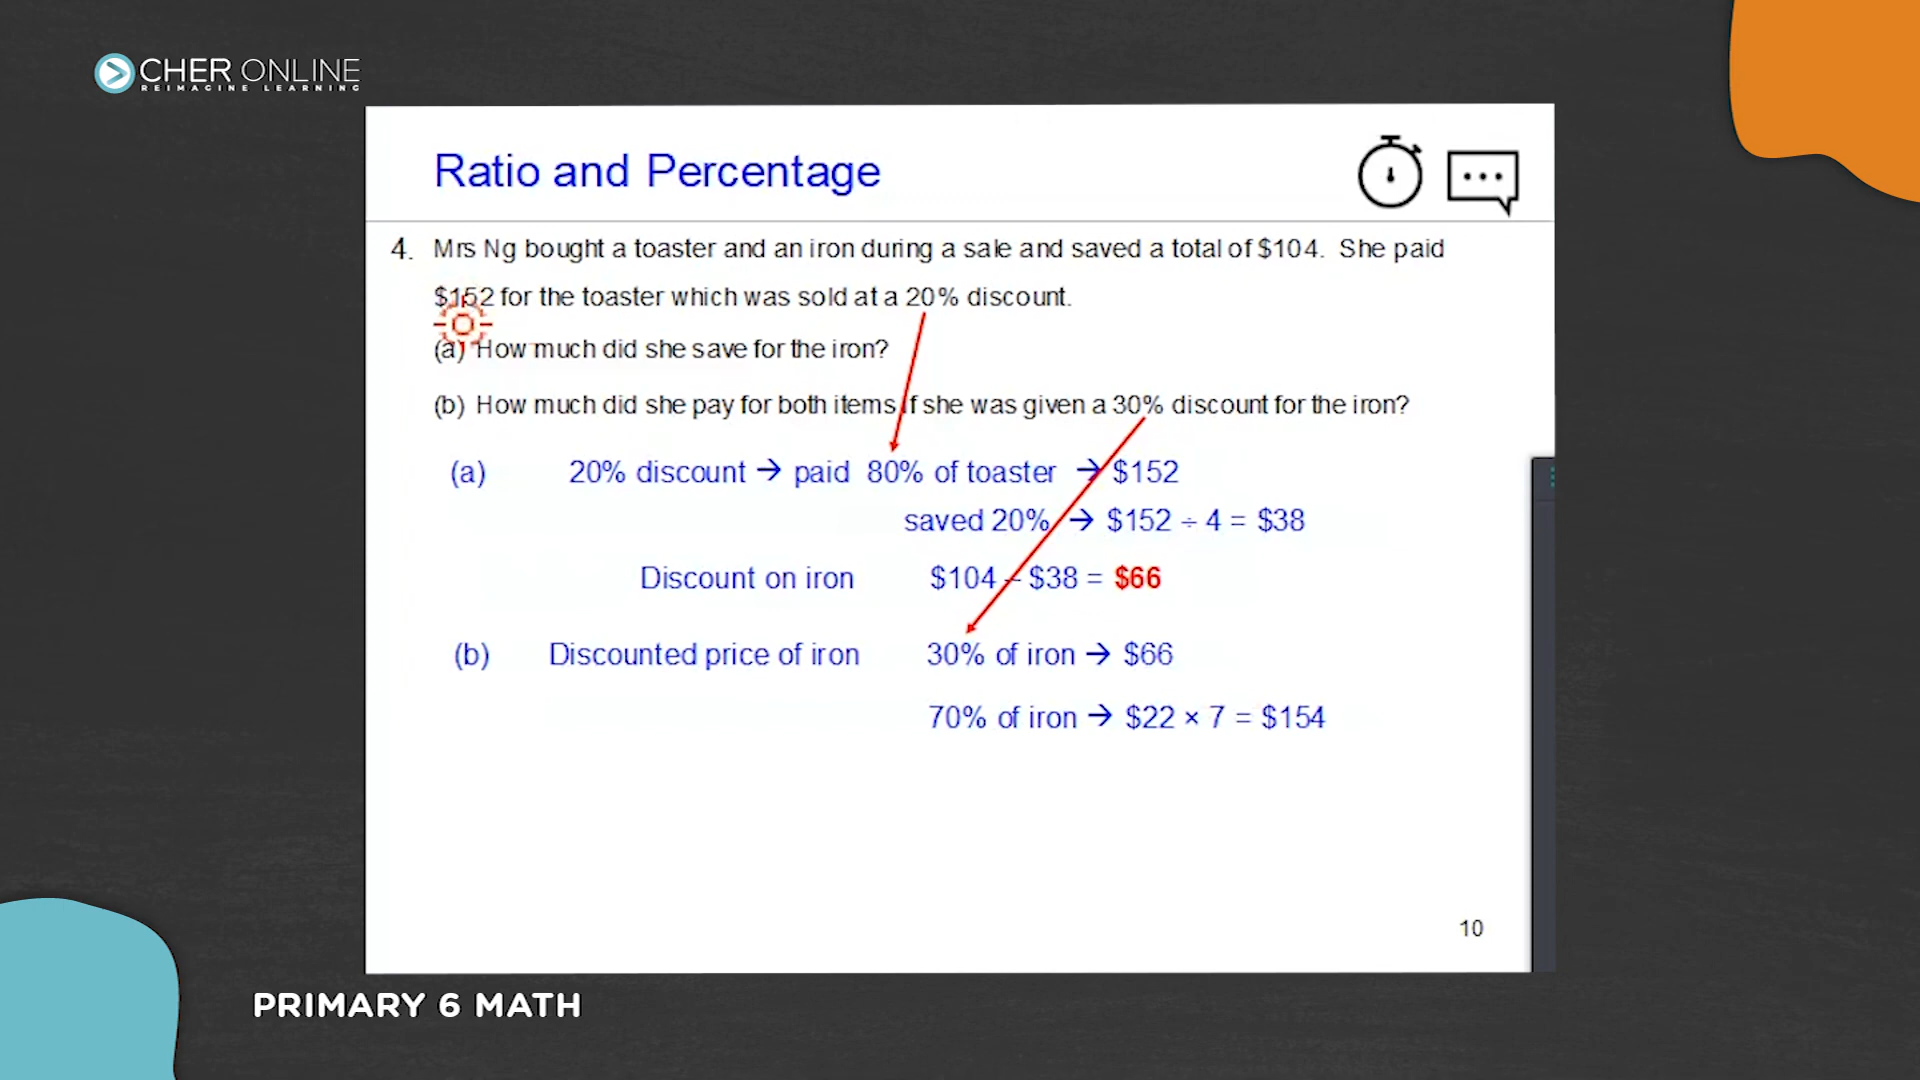 CHER ONLINE
REIMAGINE LEARNING
Ratio and Percentage
4. Mrs Ng bought a toaster and an iron during a sale and saved a total of $104. She paid
$152 for the toaster which was sold at a 20% discount.
(a) How much did she save for the iron?
(b) How much did she pay for both items if she was given a 30% discount for the iron?
(a) 20% discount → paid 80% of toaster → $152
saved 20% → $152 ÷ 4 = $38
Discount on iron $104 – $38 = $66
(b) Discounted price of iron 30% of iron → $66
70% of iron → $22 × 7 = $154
10
PRIMARY 6 MATH